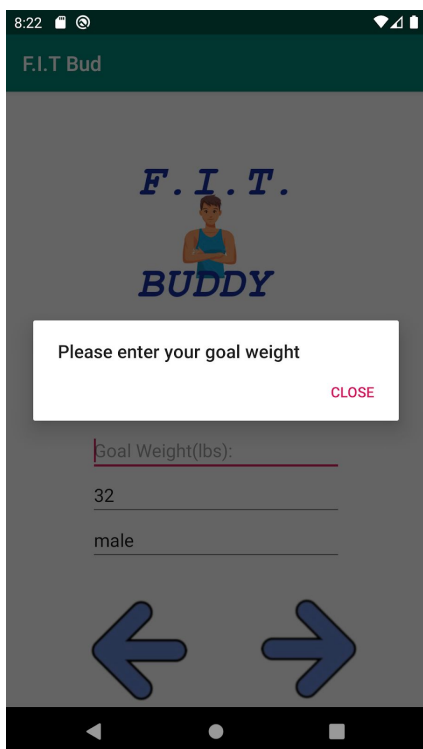 8:22
F.I.T Bud
F.I.T.
BUDDY
Please enter your goal weight
CLOSE
Goal Weight(lbs):
32
male